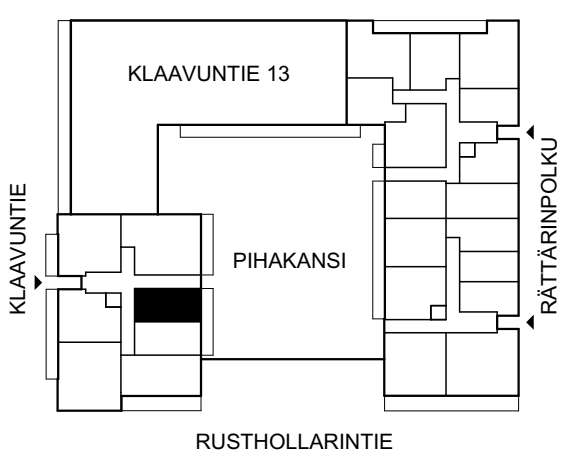 KLAAVUNTIE 13
KLAAVUNTIE
PIHAKANSI
RÄTTÄRINPOLKU
RUSTHOLLARINTIE